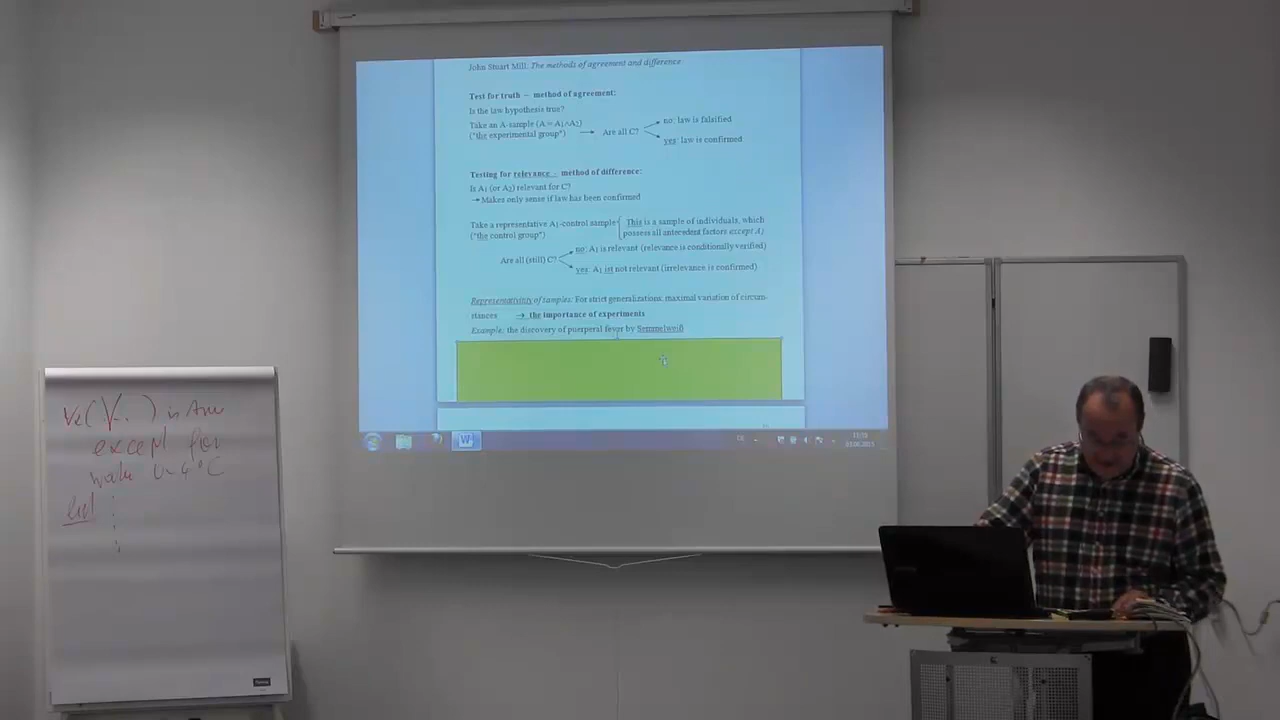 John Stuart Mill: The methods of agreement and difference
Test for truth – method of agreement:
Is the law hypothesis true?
Take an A-sample (A = A₁∧A₂)
("the experimental group") → Are all C?
no: law is falsified
yes: law is confirmed
Testing for relevance – method of difference:
Is A₁ (or A₂) relevant for C?
→ Makes only sense if law has been confirmed
Take a representative A₁-control sample
("the control group")
This is a sample of individuals, which
possess all antecedent factors except A₁
Are all (still) C?
no: A₁ is relevant (relevance is conditionally verified)
yes: A₁ ist not relevant (irrelevance is confirmed)
Representativity of samples: For strict generalizations: maximal variation of circum-
stances → the importance of experiments
Example: the discovery of puerperal fever by Semmelweiß
is
except for
4°C
DE